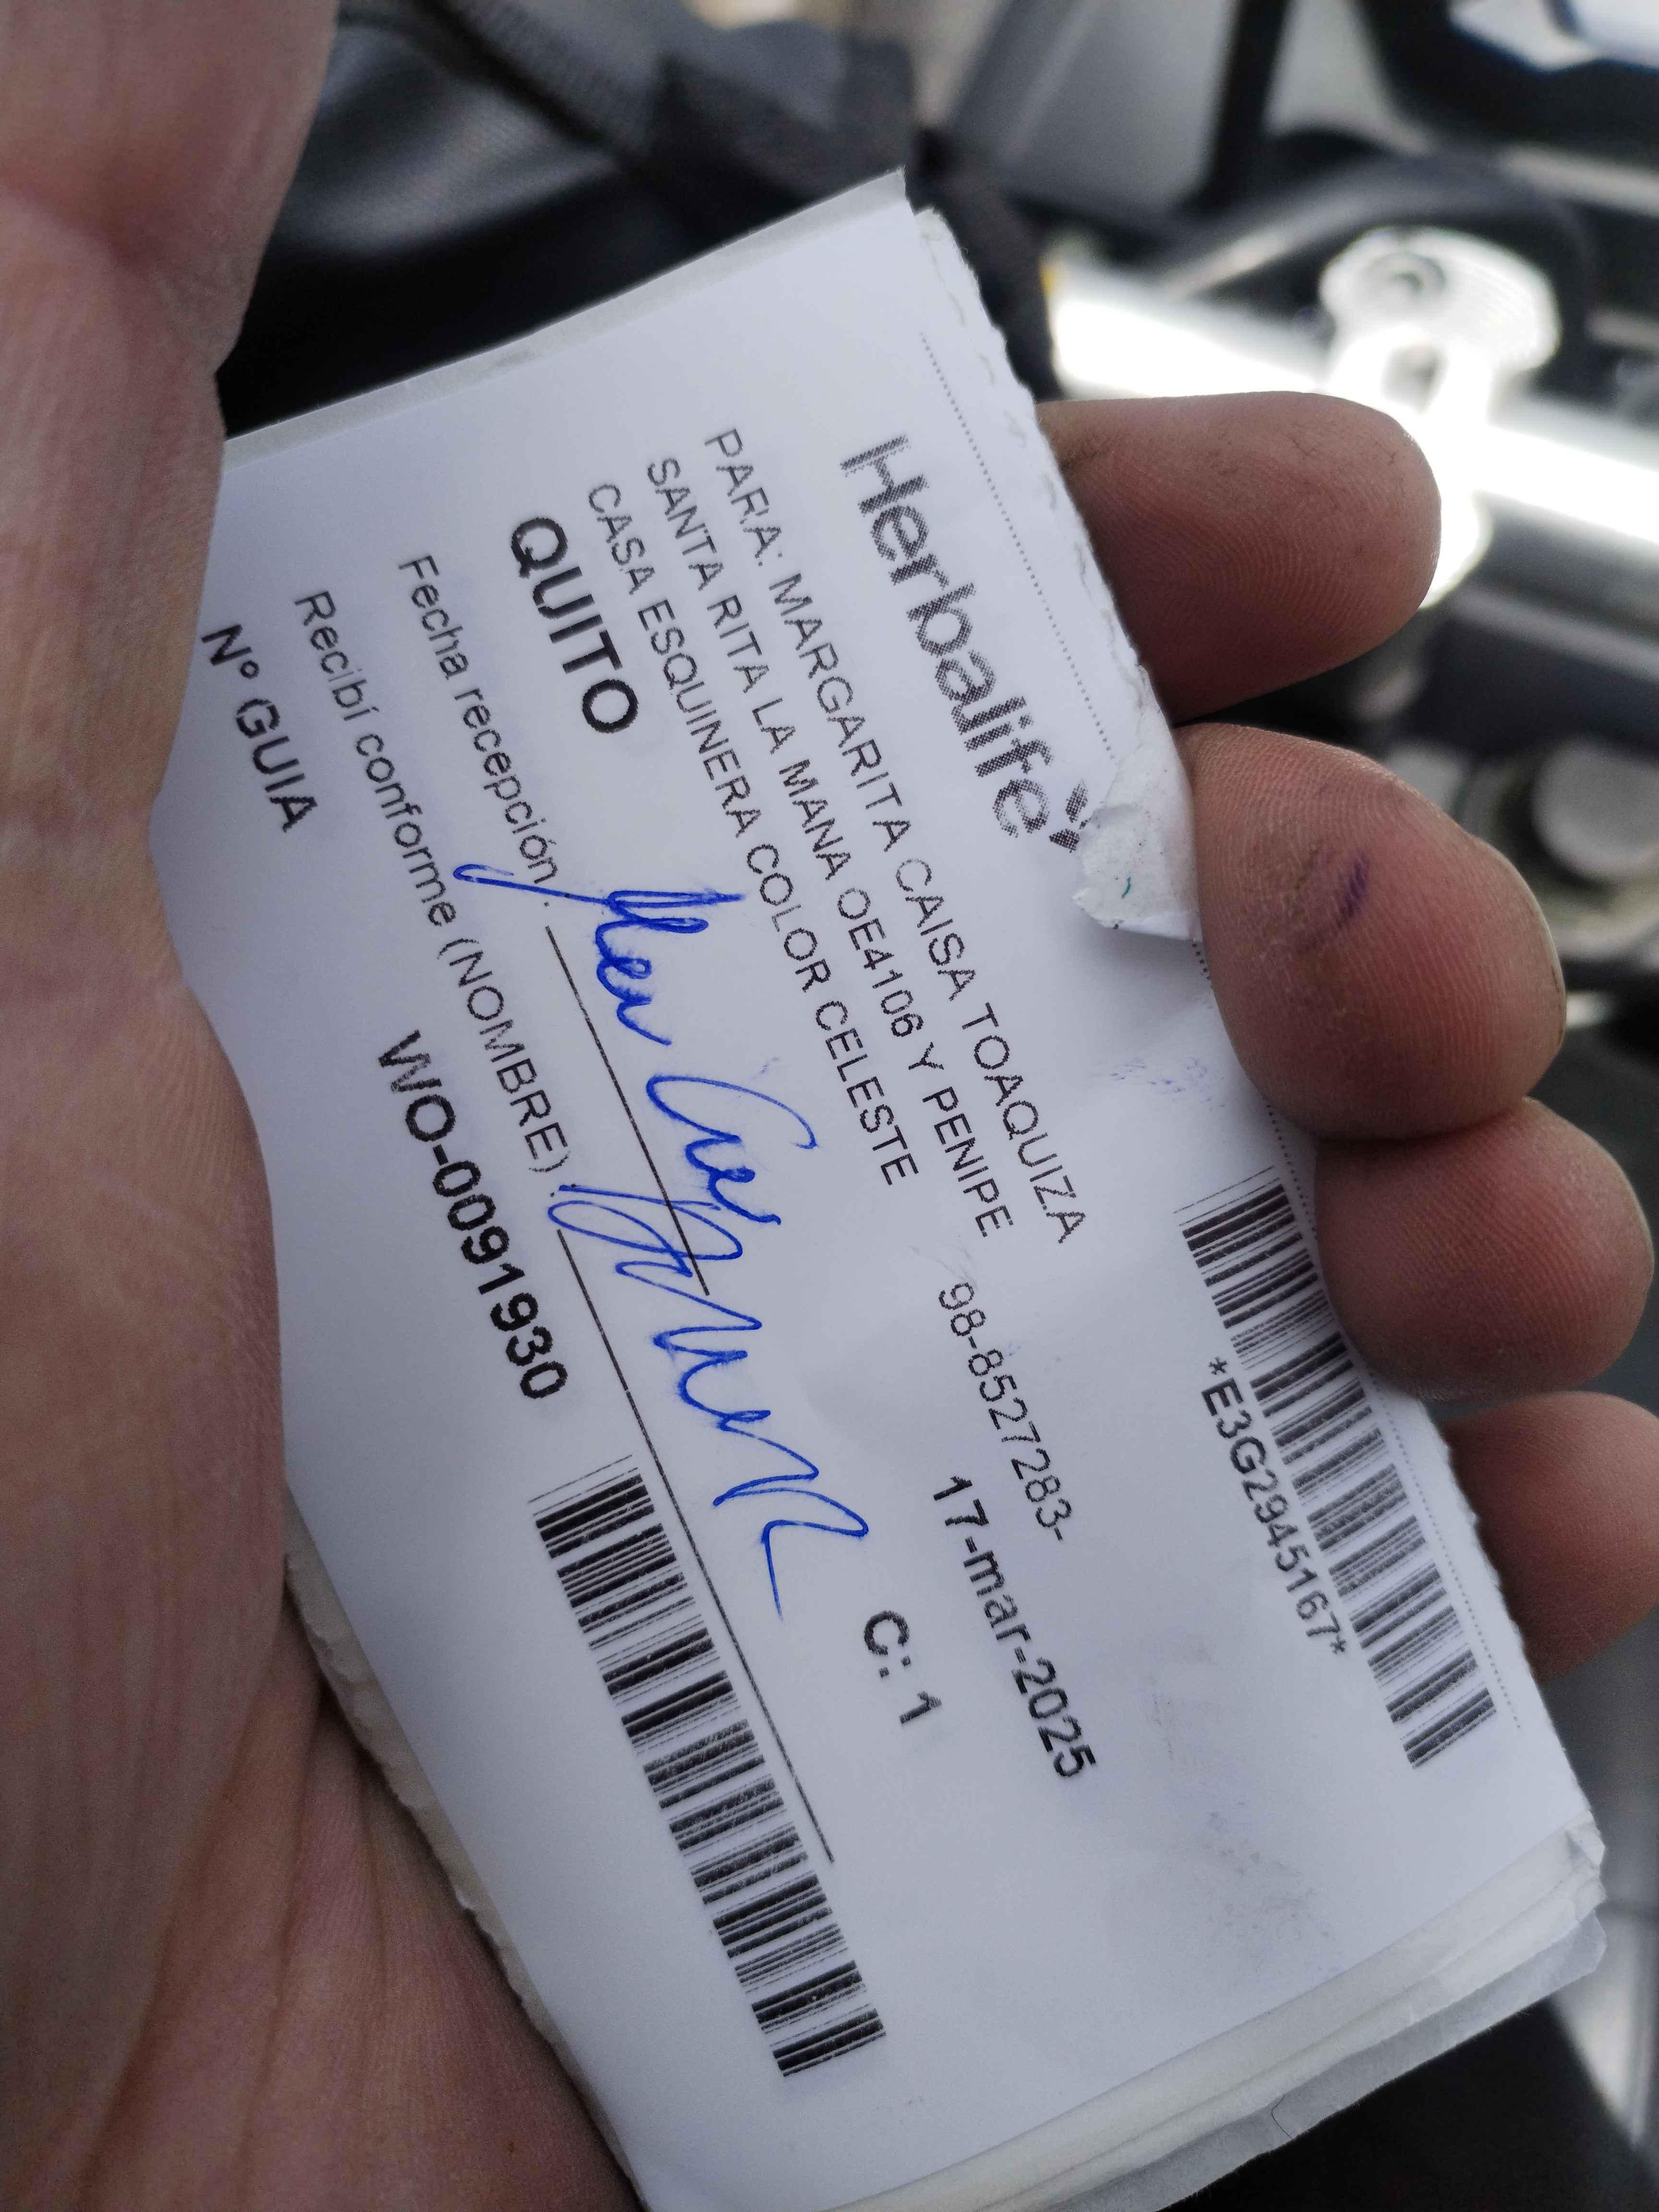 Herbalife
*E3G2945167*
PARA: MARGARITA CAISA TOAQUIZA
SANTA RITA LA MANA OE4106 Y PENIPE
98-8527283-
CASA ESQUINERA COLOR CELESTE
17-mar-2025
QUITO
C: 1
Fecha recepción:
Recibí conforme (NOMBRE):
Nº GUIA WO-0091930